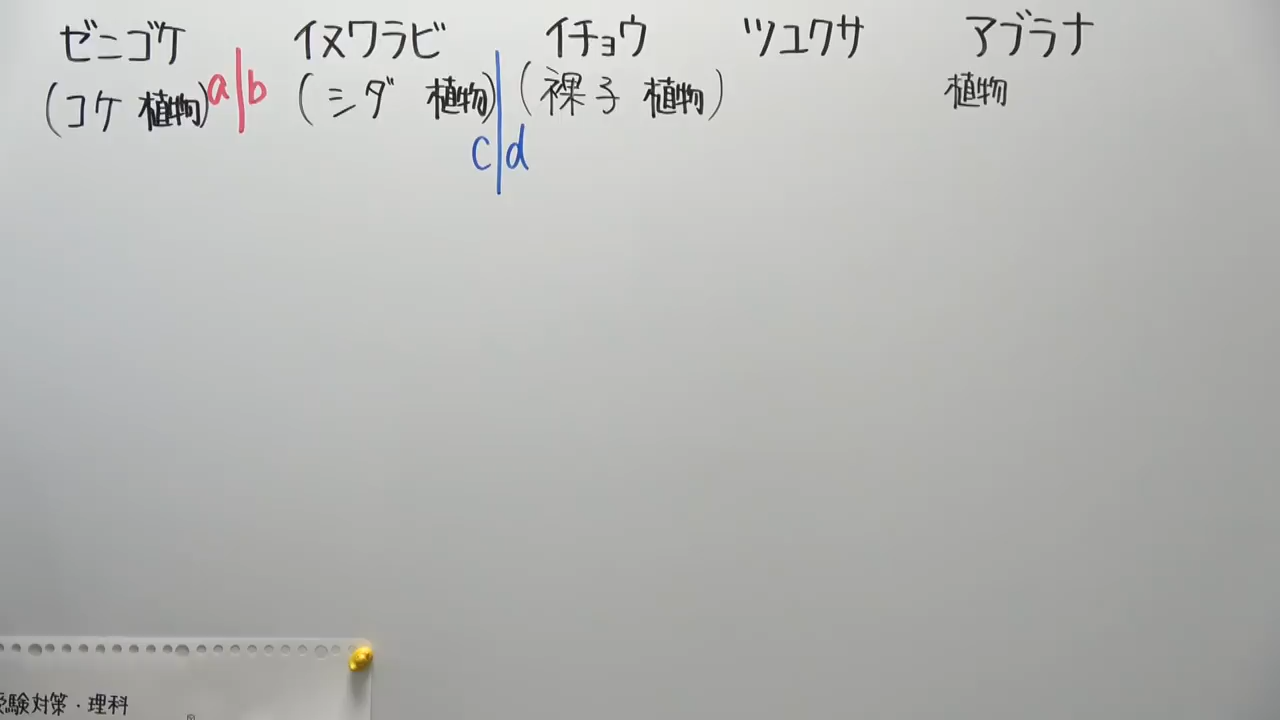 ゼニゴケ イヌワラビ イチョウ ツユクサ アブラナ
(コケ 植物) a b (シダ 植物) (裸子 植物) 植物
c d
受験対策・理科